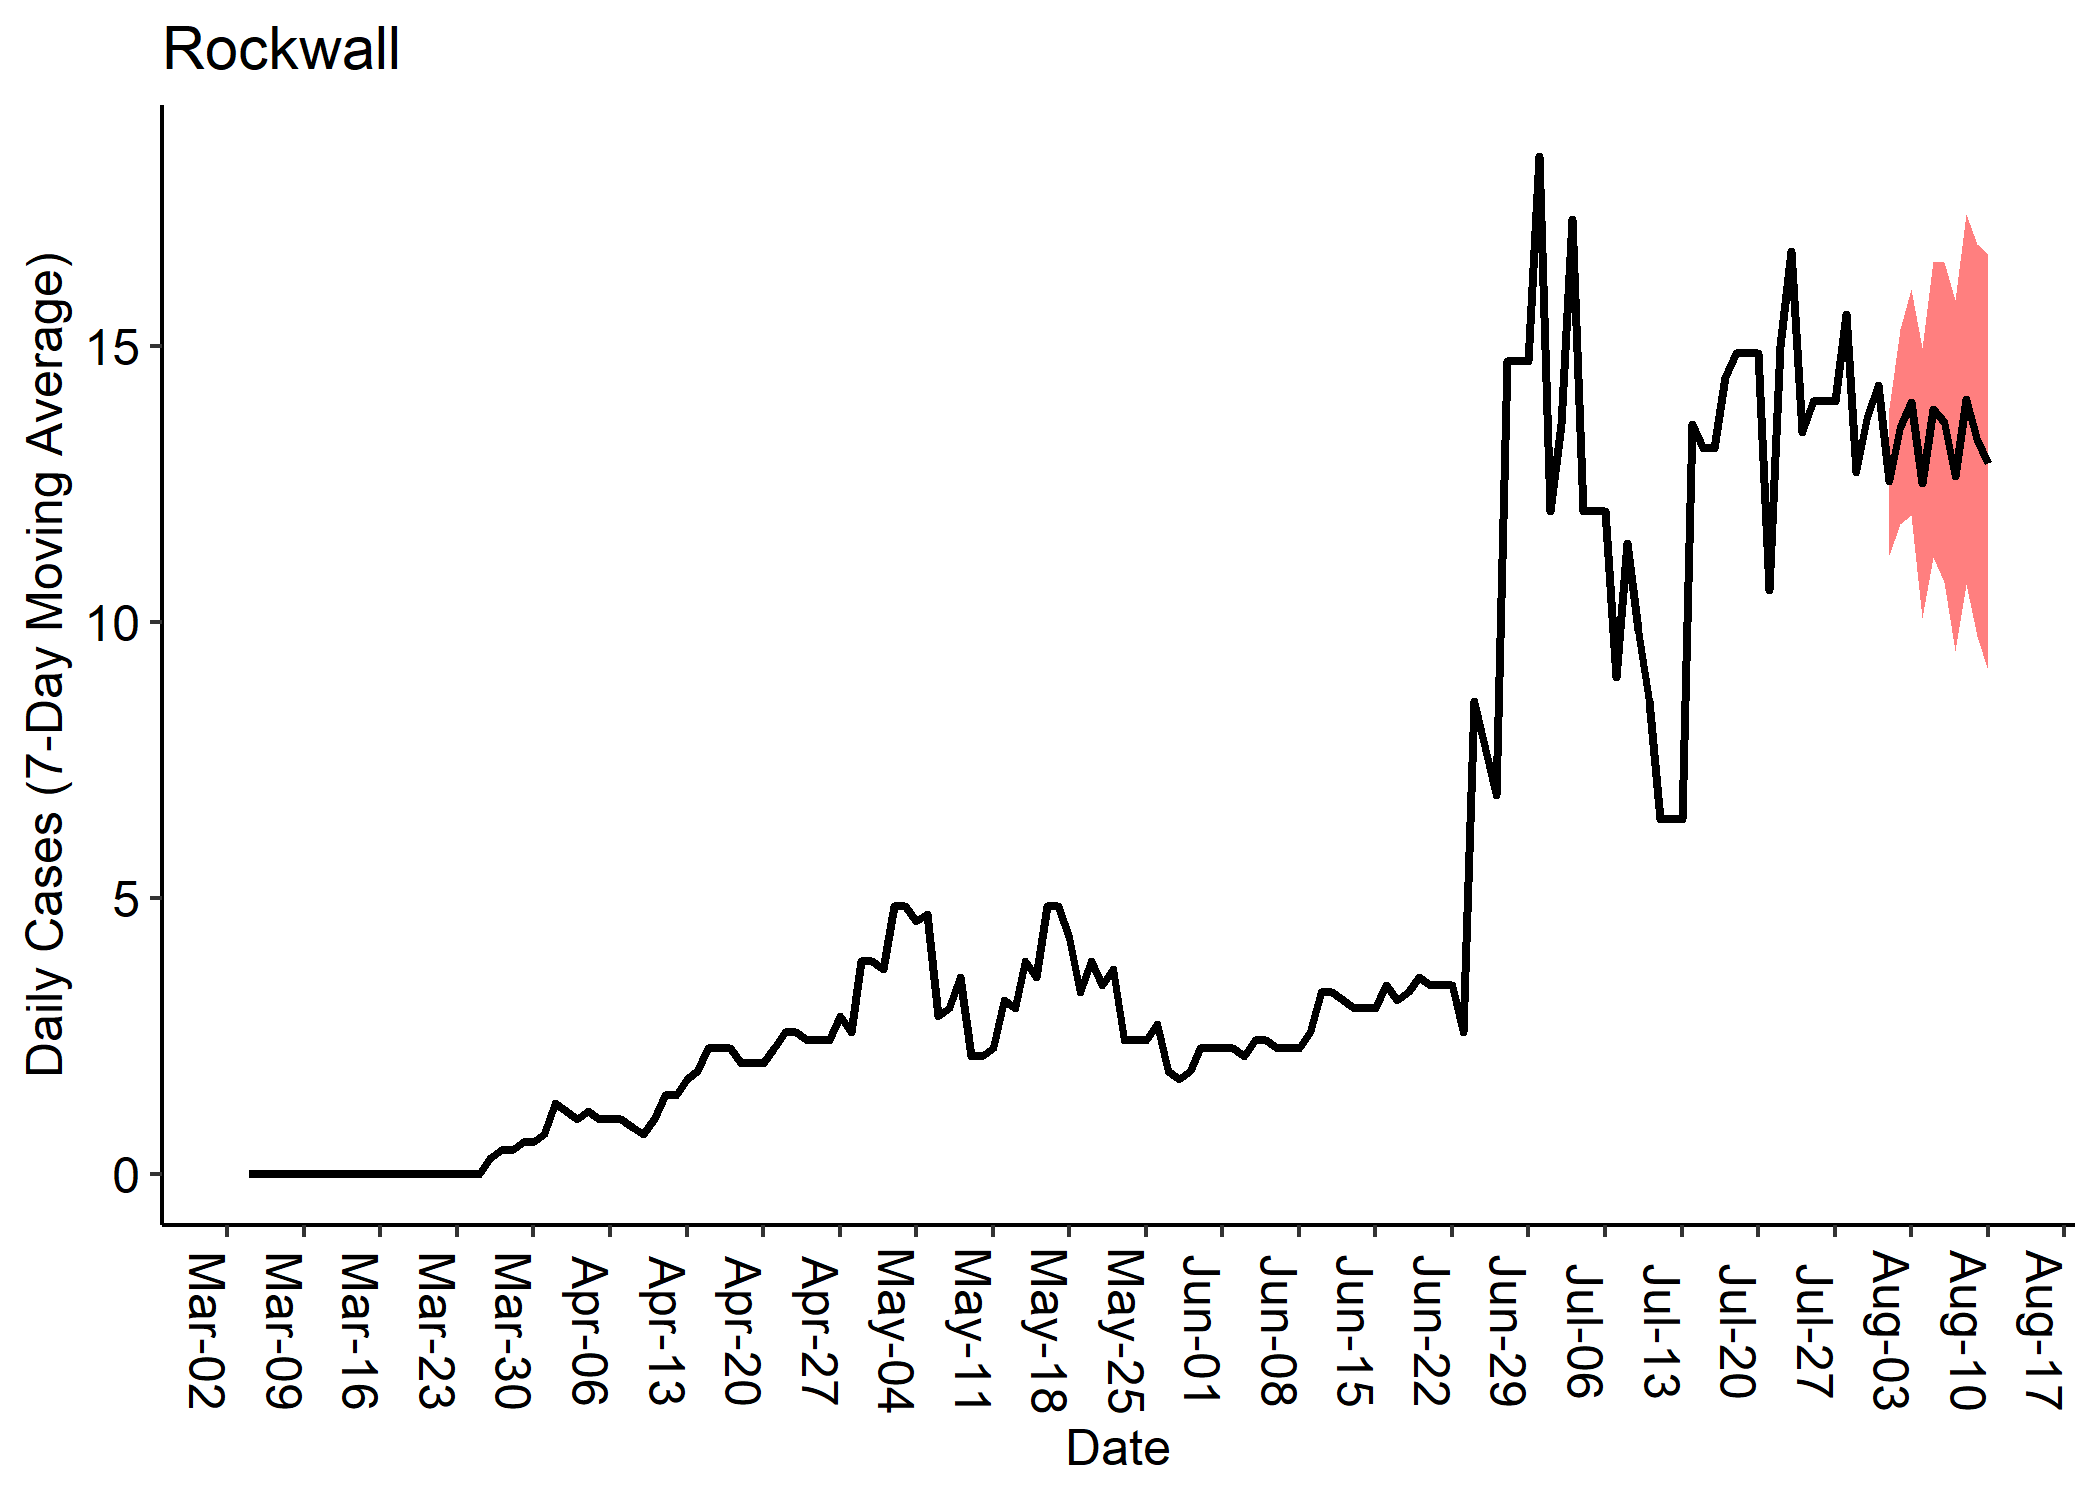 Rockwall
Daily Cases (7-Day Moving Average)
15
10
5
0
Mar-02
Mar-09
Mar-16
Mar-23
Mar-30
Apr-06
Apr-13
Apr-20
Apr-27
May-04
May-11
May-18
May-25
Jun-01
Jun-08
Jun-15
Jun-22
Jun-29
Jul-06
Jul-13
Jul-20
Jul-27
Aug-03
Aug-10
Aug-17
Date